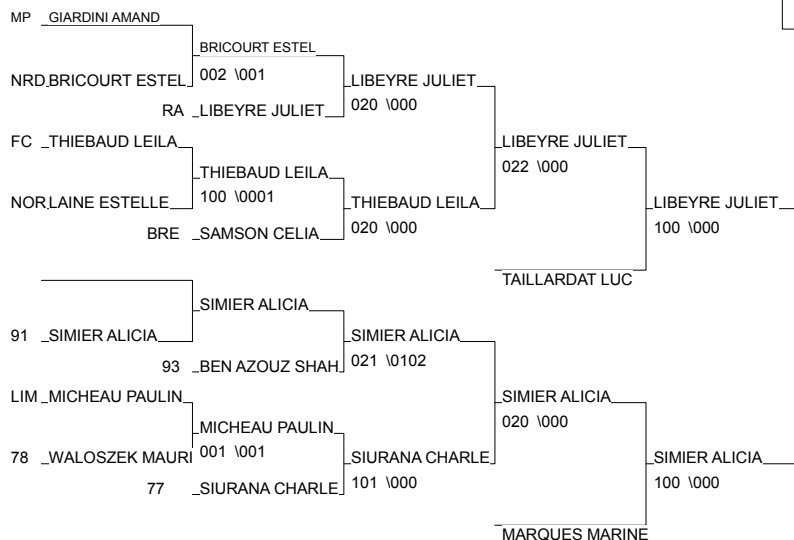 MP GIARDINI AMAND
BRICOURT ESTEL
NRD BRICOURT ESTEL 002 \001 LIBEYRE JULIET
RA LIBEYRE JULIET 020 \000
FC THIEBAUD LEILA LIBEYRE JULIET
THIEBAUD LEILA 022 \000
100 \0001
NOR LAINE ESTELLE THIEBAUD LEILA LIBEYRE JULIET
BRE SAMSON CELIA 020 \000 100 \000
TAILLARDAT LUC
SIMIER ALICIA
91 SIMIER ALICIA SIMIER ALICIA
93 BEN AZOUZ SHAH 021 \0102
LIM MICHEAU PAULIN SIMIER ALICIA
MICHEAU PAULIN 020 \000
78 WALOSZEK MAURI 001 \001 SIURANA CHARLE SIMIER ALICIA
77 SIURANA CHARLE 101 \000 100 \000
MARQUES MARINE